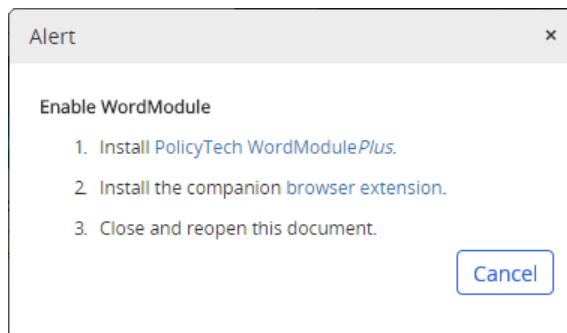 Alert ×
Enable WordModule
1. Install PolicyTech WordModulePlus.
2. Install the companion browser extension.
3. Close and reopen this document.
Cancel